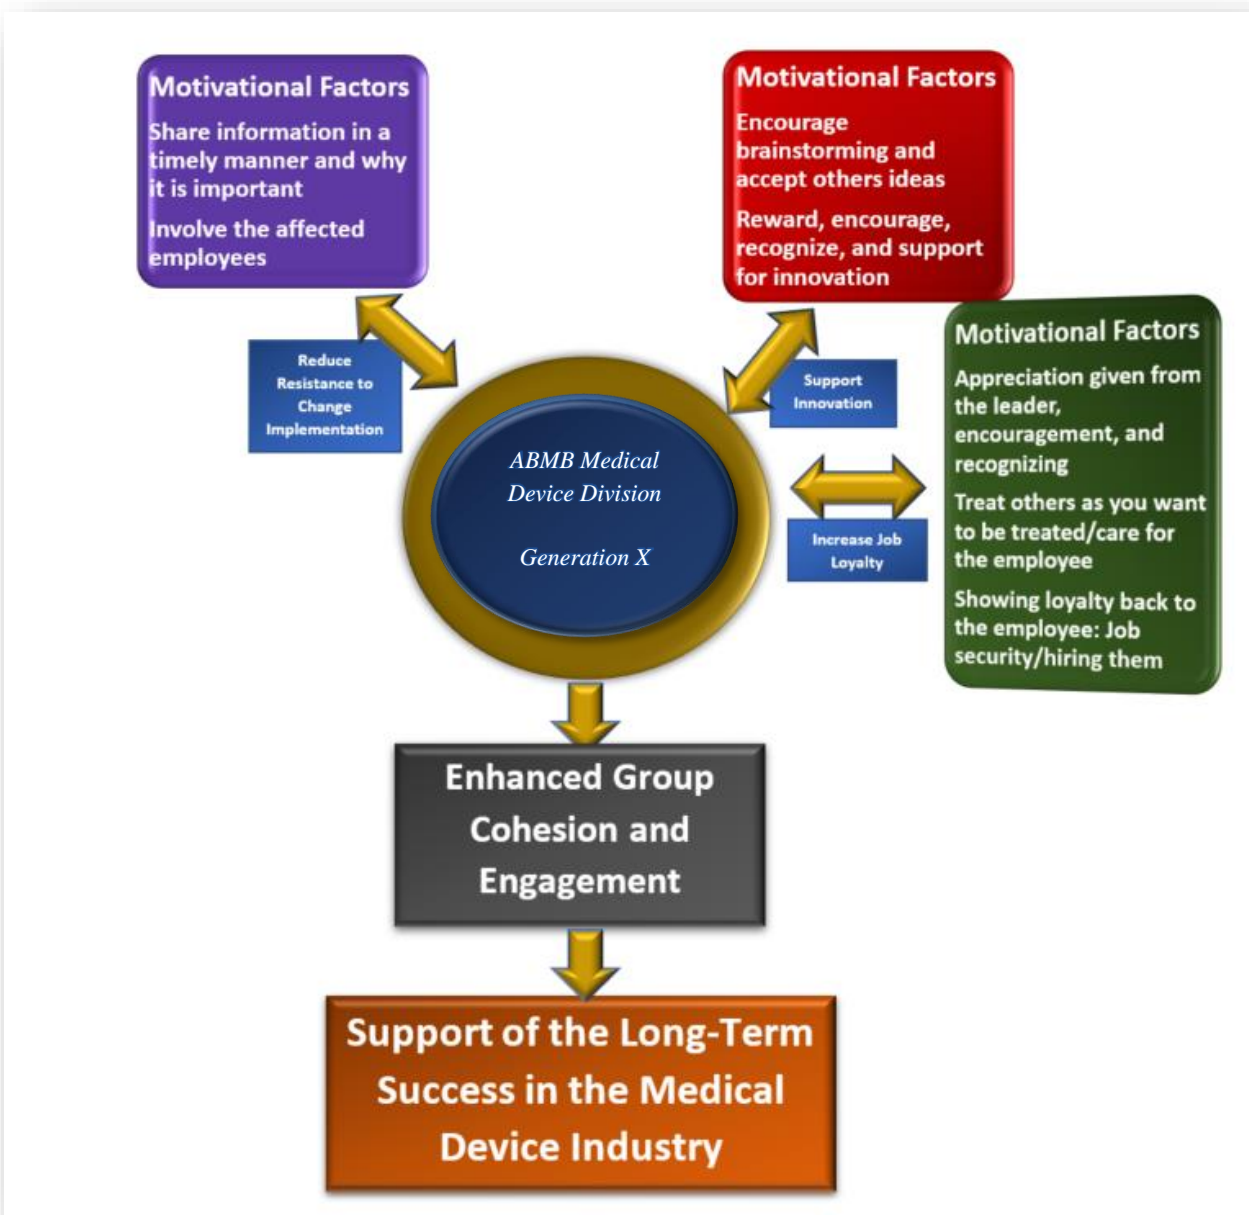 Motivational Factors
Share information in a
timely manner and why
it is important
Involve the affected
employees
Motivational Factors
Encourage
brainstorming and
accept others ideas
Reward, encourage,
recognize, and support
for innovation
Motivational Factors
Appreciation given from
the leader,
encouragement, and
recognizing
Treat others as you want
to be treated/care for
the employee
Showing loyalty back to
the employee: Job
security/hiring them
Reduce
Resistance to
Change
Implementation
Support
Innovation
Increase Job
Loyalty
ABMB Medical
Device Division
Generation X
Enhanced Group
Cohesion and
Engagement
Support of the Long-Term
Success in the Medical
Device Industry